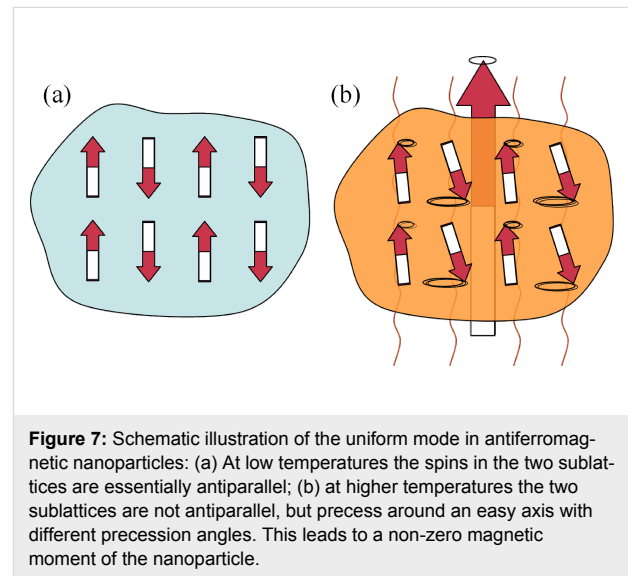 (a)
(b)
Figure 7: Schematic illustration of the uniform mode in antiferromag-
netic nanoparticles: (a) At low temperatures the spins in the two sublat-
tices are essentially antiparallel; (b) at higher temperatures the two
sublattices are not antiparallel, but precess around an easy axis with
different precession angles. This leads to a non-zero magnetic
moment of the nanoparticle.